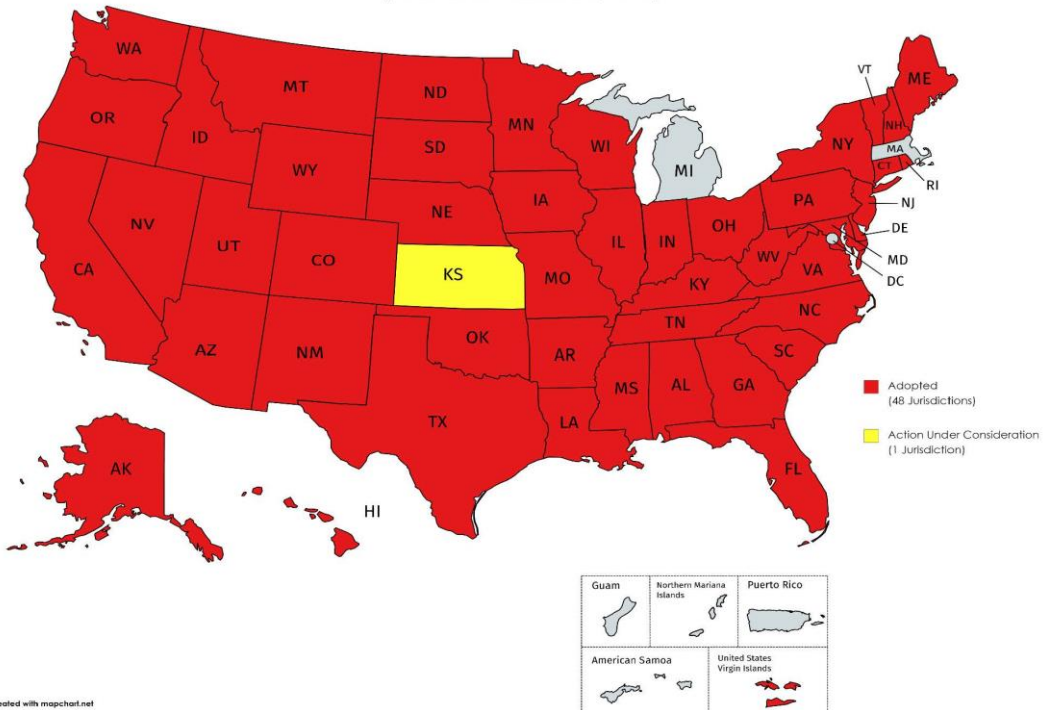 WA
MT
ND
MN
VT
ME
OR
ID
SD
WI
NY
NH
MA
WY
MI
CT
RI
NE
IA
PA
NJ
NV
UT
CO
KS
IL
IN
OH
DE
MD
DC
CA
MO
WV
VA
KY
AZ
NM
OK
AR
TN
NC
SC
TX
LA
MS
AL
GA
FL
AK
HI
Adopted
(48 Jurisdictions)
Action Under Consideration
(1 Jurisdiction)
Guam
Northern Mariana
Islands
Puerto Rico
American Samoa
United States
Virgin Islands
mapchart.net